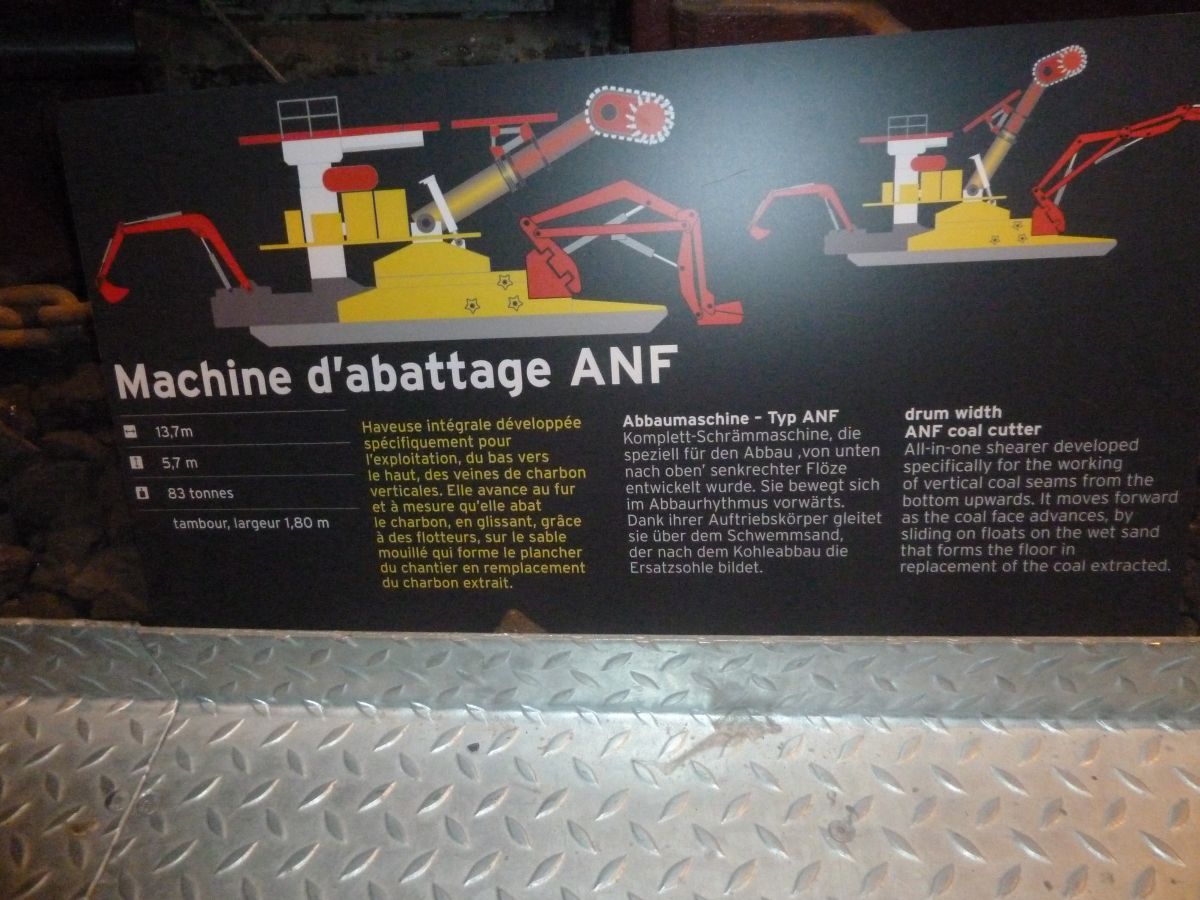 Machine d'abattage ANF
13,7m
5,7 m
83 tonnes
tambour, largeur 1,80 m
Haveuse intégrale développée
spécifiquement pour
l'exploitation, du bas vers
le haut, des veines de charbon
verticales. Elle avance au fur
et à mesure qu'elle abat
le charbon, en glissant, grâce
à des flotteurs, sur le sable
mouillé qui forme le plancher
du chantier en remplacement
du charbon extrait.
Abbaumaschine – Typ ANF
Komplett-Schrämmaschine, die
speziell für den Abbau ‚von unten
nach oben' senkrechter Flöze
entwickelt wurde. Sie bewegt sich
im Abbaurhythmus vorwärts.
Dank ihrer Auftriebskörper gleitet
sie über dem Schwemmsand,
der nach dem Kohleabbau die
Ersatzsohle bildet.
drum width
ANF coal cutter
All-in-one shearer developed
specifically for the working
of vertical coal seams from the
bottom upwards. It moves forward
as the coal face advances, by
sliding on floats on the wet sand
that forms the floor in
replacement of the coal extracted.